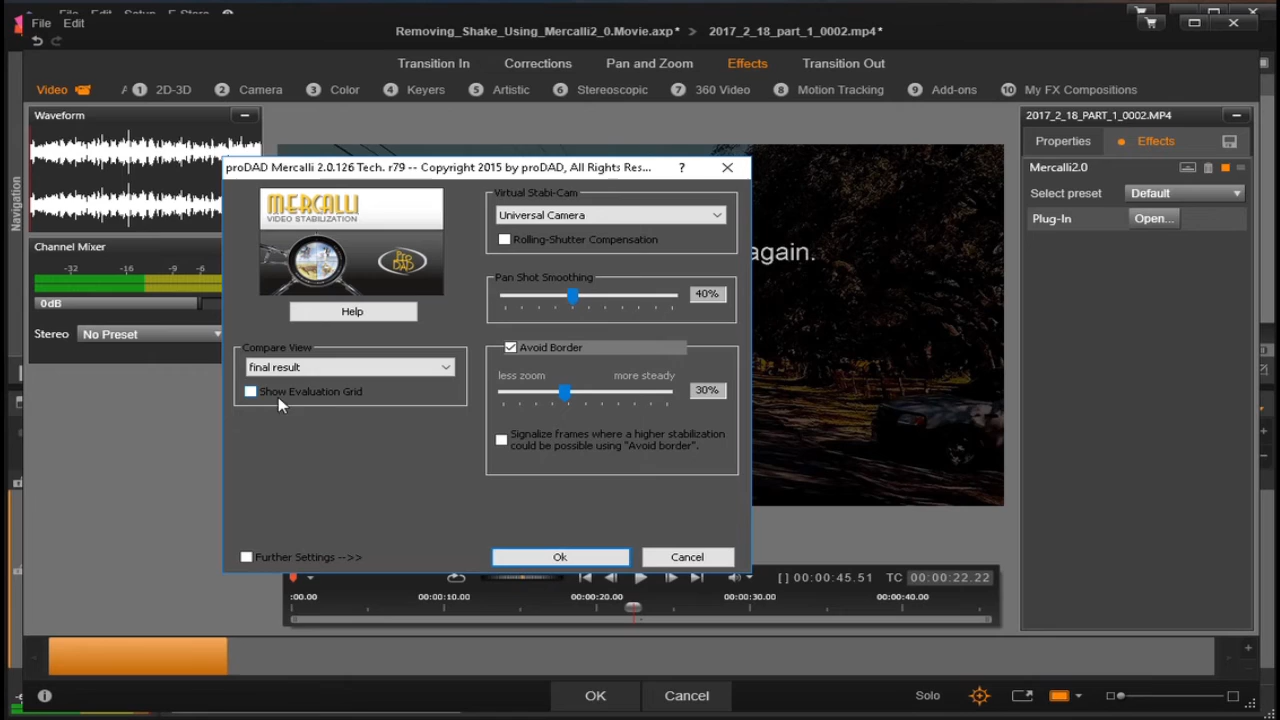 File Edit Setup E-Store
File Edit
Removing_Shake_Using_Mercalli2_0.Movie.axp* > 2017_2_18_part_1_0002.mp4*
Transition In Corrections Pan and Zoom Effects Transition Out
Video A 1 2D-3D 2 Camera 3 Color 4 Keyers 5 Artistic 6 Stereoscopic 7 360 Video 8 Motion Tracking 9 Add-ons 10 My FX Compositions
Waveform
2017_2_18_PART_1_0002.MP4
Properties Effects
Mercalli2.0
Select preset Default
Plug-In Open...
Navigation
Channel Mixer
-32 -16 -9 -6
0dB
Stereo No Preset
proDAD Mercalli 2.0.126 Tech. r79 -- Copyright 2015 by proDAD, All Rights Res... ?
MERCALLI
VIDEO STABILIZATION
PRO DAD
Help
Compare View
final result
Show Evaluation Grid
Virtual Stabi-Cam
Universal Camera
Rolling-Shutter Compensation
Pan Shot Smoothing
40%
Avoid Border
less zoom more steady
30%
Signalize frames where a higher stabilization
could be possible using "Avoid border".
Further Settings -->>
Ok Cancel
again.
[ ] 00:00:45.51 TC 00:00:22.22
:00.00 00:00:10.00 00:00:20.00 00:00:30.00 00:00:40.00
OK Cancel
Solo